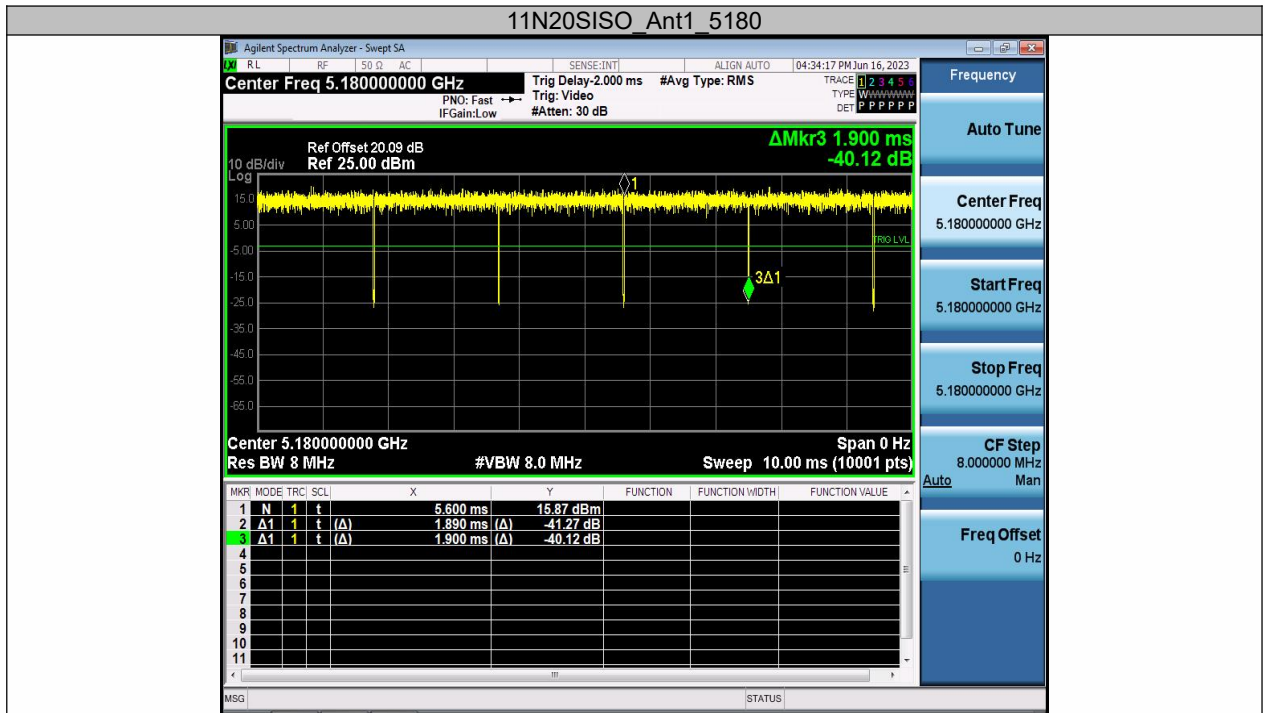 11N20SISO_Ant1_5180
Agilent Spectrum Analyzer - Swept SA
LXI RL RF 50 Ω AC SENSE:INT ALIGN AUTO 04:34:17 PM Jun 16, 2023
Center Freq 5.180000000 GHz Trig Delay-2.000 ms #Avg Type: RMS TRACE 1 2 3 4 5 6
PNO: Fast Trig: Video TYPE WWWWWWW
IFGain:Low #Atten: 30 dB DET P P P P P P
ΔMkr3 1.900 ms
-40.12 dB
Ref Offset 20.09 dB
10 dB/div Ref 25.00 dBm
Log
15.0
5.00
-5.00
-15.0
-25.0
-35.0
-45.0
-55.0
-65.0
1
TRIG LVL
3Δ1
Center 5.180000000 GHz Span 0 Hz
Res BW 8 MHz #VBW 8.0 MHz Sweep 10.00 ms (10001 pts)
MKR MODE TRC SCL X Y FUNCTION FUNCTION WIDTH FUNCTION VALUE
1 N 1 t 5.600 ms 15.87 dBm
2 Δ1 1 t (Δ) 1.890 ms (Δ) -41.27 dB
3 Δ1 1 t (Δ) 1.900 ms (Δ) -40.12 dB
4
5
6
7
8
9
10
11
MSG STATUS
Frequency
Auto Tune
Center Freq
5.180000000 GHz
Start Freq
5.180000000 GHz
Stop Freq
5.180000000 GHz
CF Step
8.000000 MHz
Auto Man
Freq Offset
0 Hz